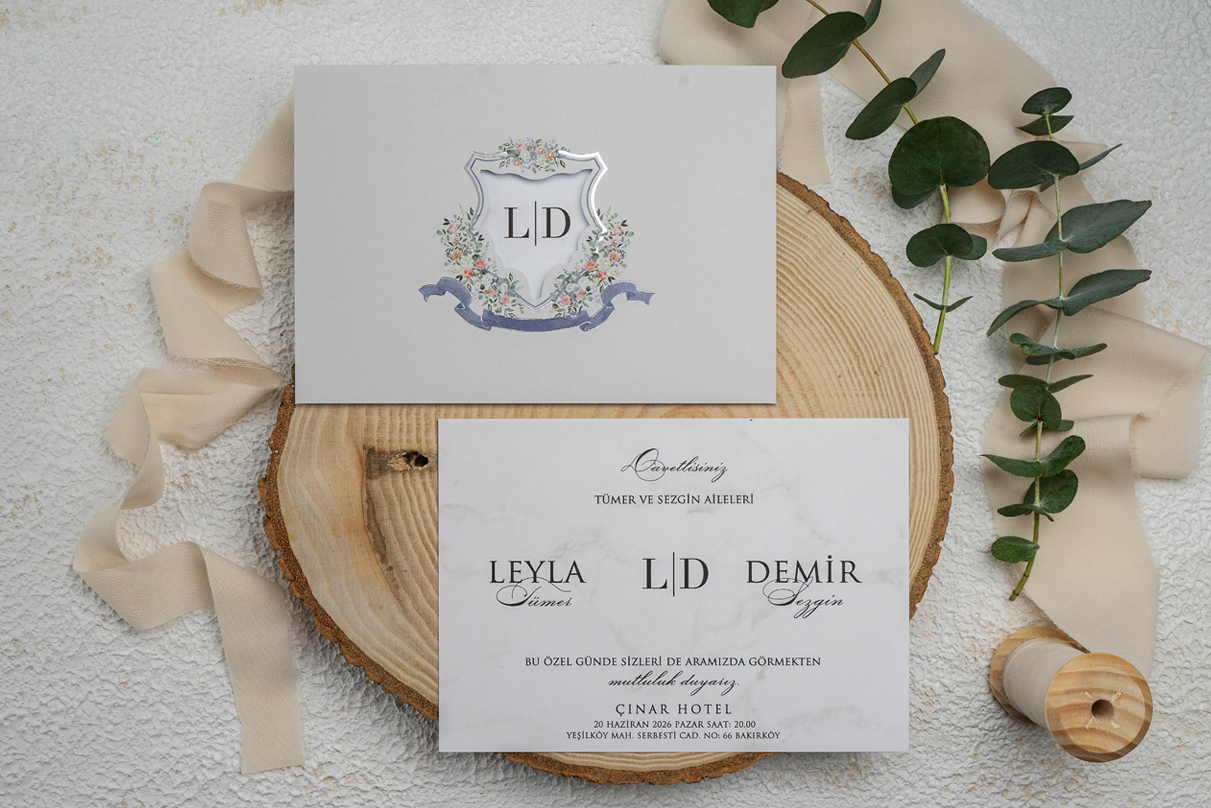 L|D
Davetlisiniz
TÜMER VE SEZGİN AİLELERİ
LEYLA
Tümer
L|D
DEMİR
Sezgin
BU ÖZEL GÜNDE SİZLERİ DE ARAMIZDA GÖRMEKTEN
mutluluk duyarız.
ÇINAR HOTEL
20 HAZİRAN 2026 PAZAR SAAT: 20.00
YEŞİLKÖY MAH. SERBESTİ CAD. NO: 66 BAKIRKÖY